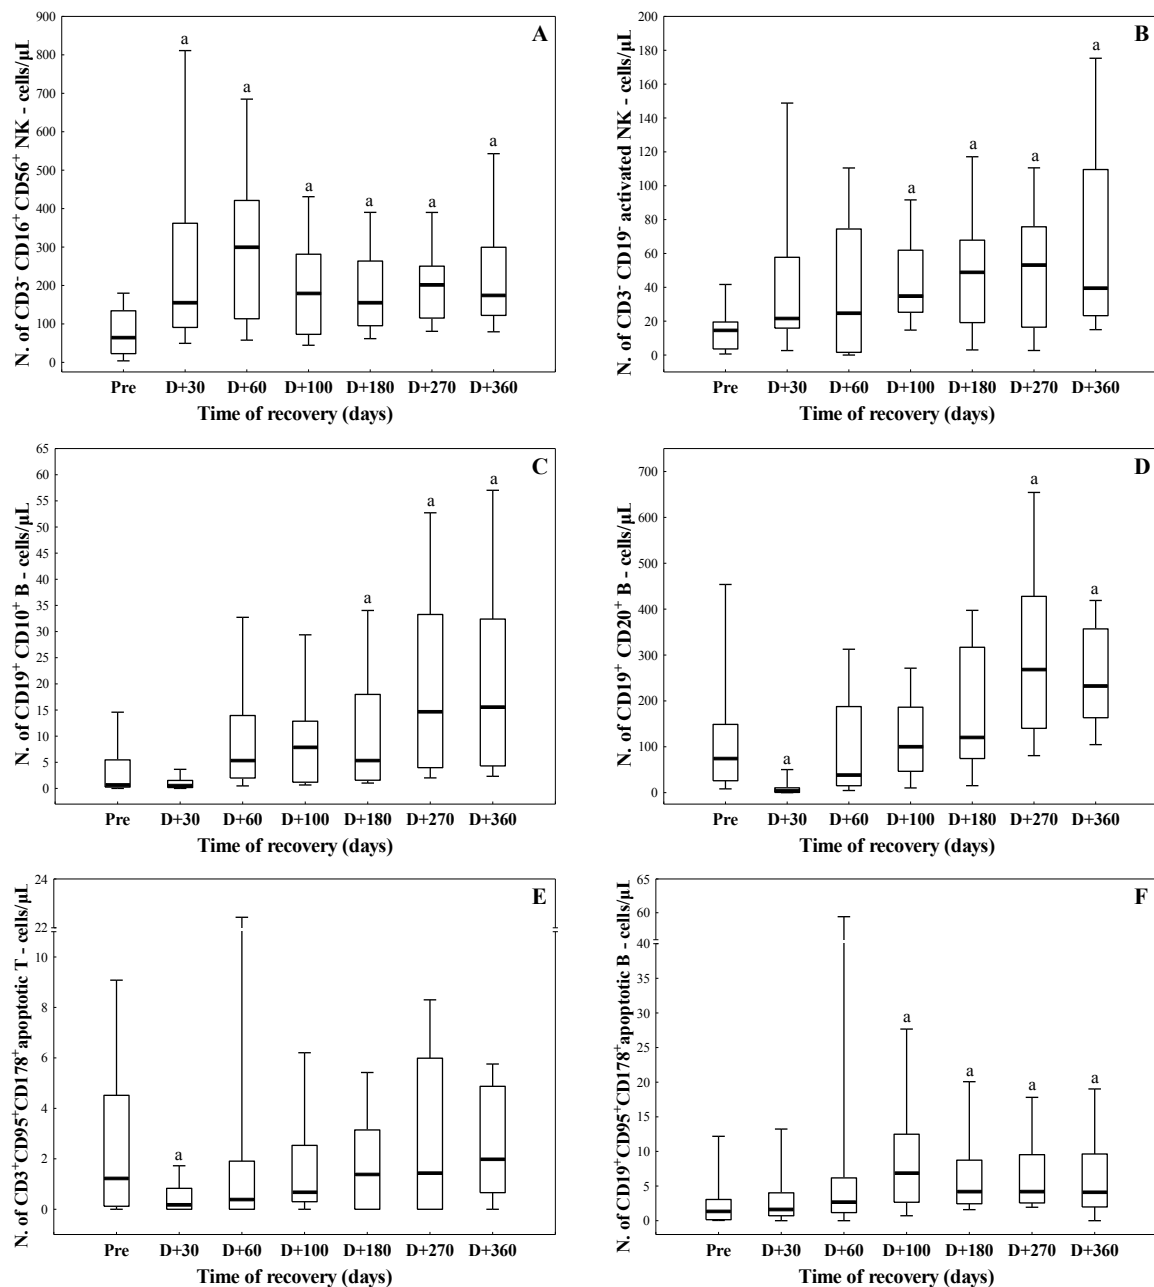 A
N. of CD3⁻ CD16⁺ CD56⁺ NK - cells/µL
900
800
700
600
500
400
300
200
100
0
a
a
a
a
a
a
Pre D+30 D+60 D+100 D+180 D+270 D+360
Time of recovery (days)
B
N. of CD3⁻ CD19⁻ activated NK - cells/µL
200
180
160
140
120
100
80
60
40
20
0
a
a
a
a
Pre D+30 D+60 D+100 D+180 D+270 D+360
Time of recovery (days)
C
N. of CD19⁺ CD10⁺ B - cells/µL
65
60
55
50
45
40
35
30
25
20
15
10
5
0
a
a
a
Pre D+30 D+60 D+100 D+180 D+270 D+360
Time of recovery (days)
D
N. of CD19⁺ CD20⁺ B - cells/µL
700
600
500
400
300
200
100
0
a
a
a
Pre D+30 D+60 D+100 D+180 D+270 D+360
Time of recovery (days)
E
N. of CD3⁺CD95⁺CD178⁺apoptotic T - cells/µL
24
22
10
8
6
4
2
0
a
Pre D+30 D+60 D+100 D+180 D+270 D+360
Time of recovery (days)
F
N. of CD19⁺CD95⁺CD178⁺apoptotic B - cells/µL
65
60
40
35
30
25
20
15
10
5
0
a
a
a
a
Pre D+30 D+60 D+100 D+180 D+270 D+360
Time of recovery (days)